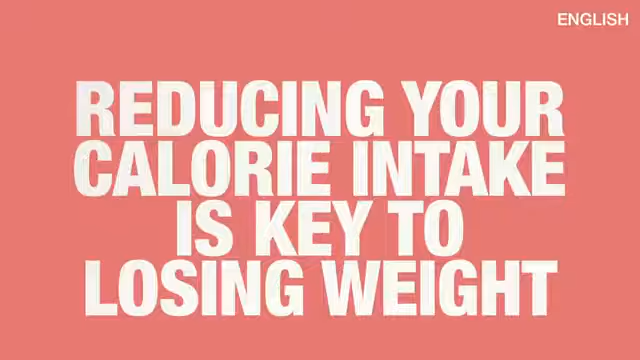 ENGLISH
REDUCING YOUR
CALORIE INTAKE
IS KEY TO
LOSING WEIGHT